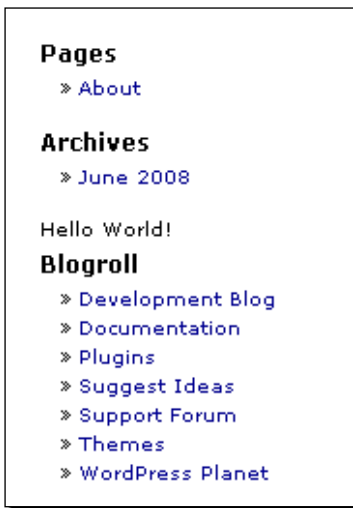 Pages
» About
Archives
» June 2008
Hello World!
Blogroll
» Development Blog
» Documentation
» Plugins
» Suggest Ideas
» Support Forum
» Themes
» WordPress Planet